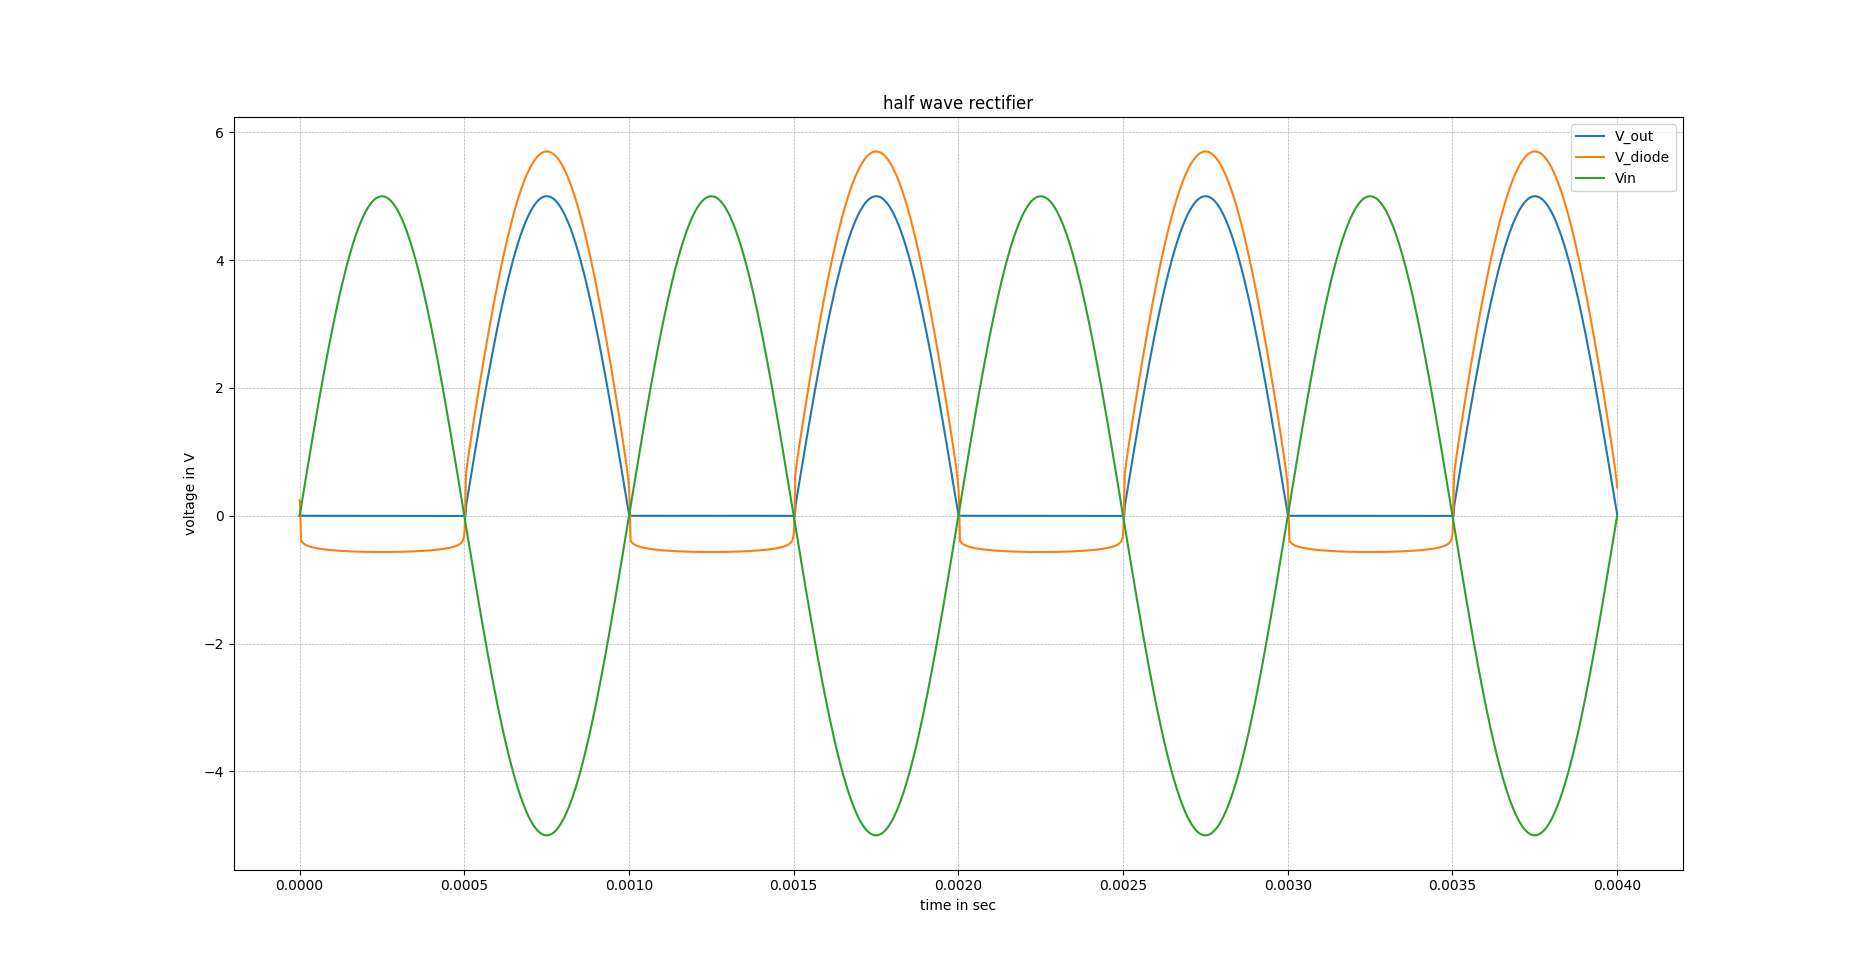 half wave rectifier
V_out
V_diode
Vin
6
4
2
0
−2
−4
voltage in V
0.0000 0.0005 0.0010 0.0015 0.0020 0.0025 0.0030 0.0035 0.0040
time in sec